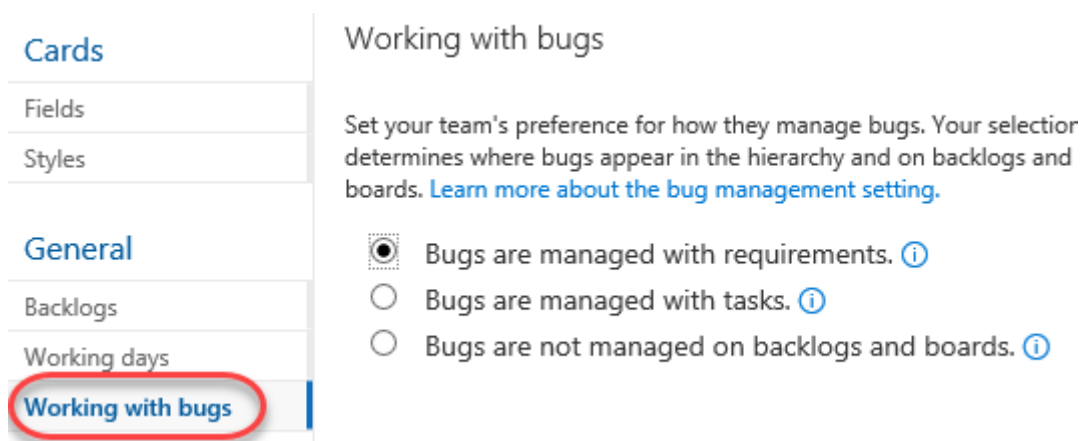 Cards
Fields
Styles
General
Backlogs
Working days
Working with bugs
Working with bugs
Set your team's preference for how they manage bugs. Your selection
determines where bugs appear in the hierarchy and on backlogs and
boards. Learn more about the bug management setting.
Bugs are managed with requirements.
Bugs are managed with tasks.
Bugs are not managed on backlogs and boards.